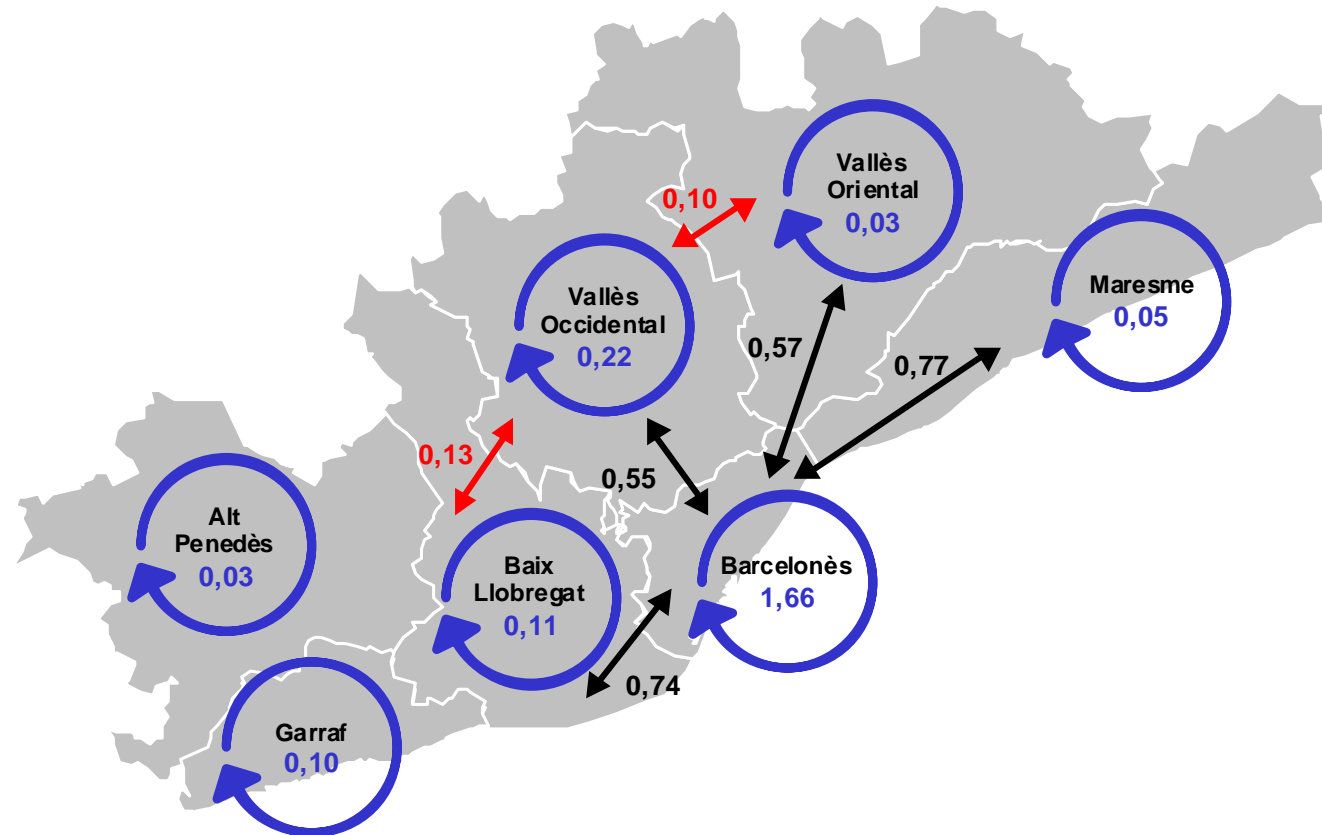 Vallès
Oriental
0,03
0,10
Maresme
0,05
Vallès
Occidental
0,22
0,57
0,77
0,13
0,55
Alt
Penedès
0,03
Baix
Llobregat
0,11
Barcelonès
1,66
0,74
Garraf
0,10